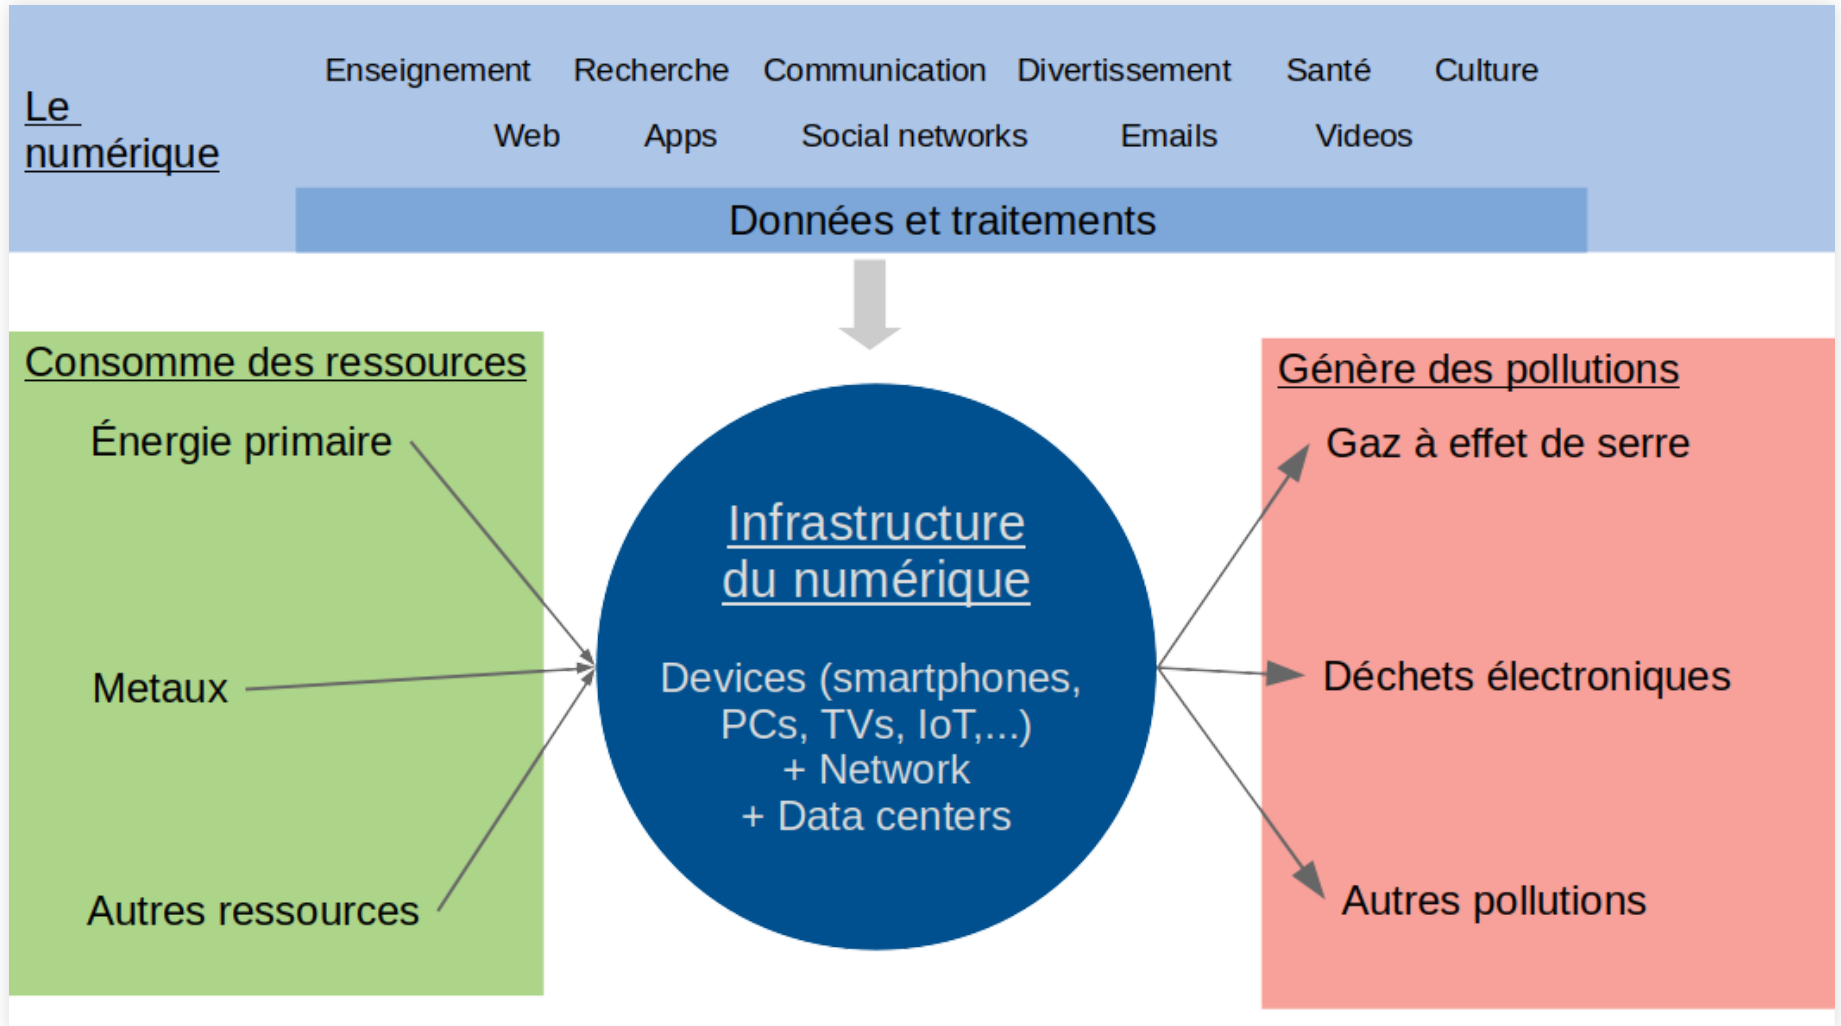 Le
numérique
Enseignement Recherche Communication Divertissement Santé Culture
Web Apps Social networks Emails Videos
Données et traitements
Consomme des ressources
Énergie primaire
Metaux
Autres ressources
Infrastructure
du numérique
Devices (smartphones,
PCs, TVs, IoT,...)
+ Network
+ Data centers
Génère des pollutions
Gaz à effet de serre
Déchets électroniques
Autres pollutions